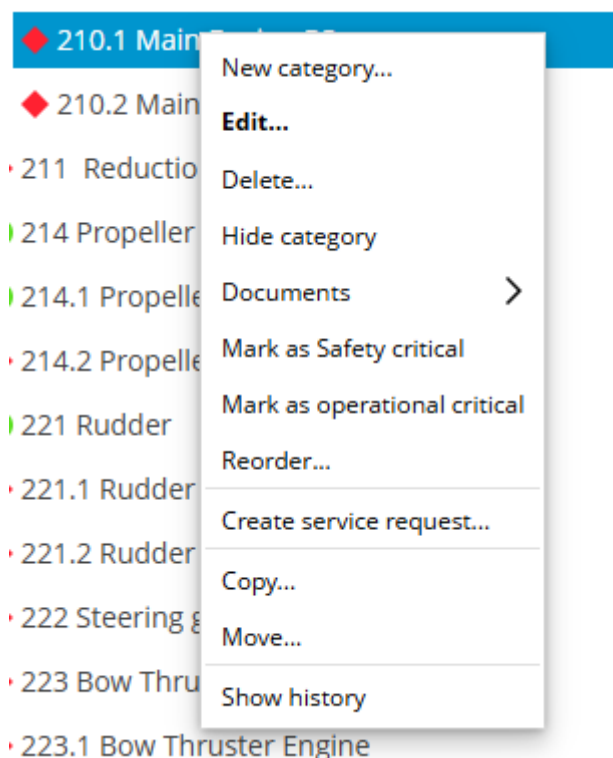 210.1 Main
210.2 Main
211 Reductio
214 Propeller
214.1 Propelle
214.2 Propelle
221 Rudder
221.1 Rudder
221.2 Rudder
222 Steering g
223 Bow Thru
223.1 Bow Thruster Engine
New category...
Edit...
Delete...
Hide category
Documents
Mark as Safety critical
Mark as operational critical
Reorder...
Create service request...
Copy...
Move...
Show history